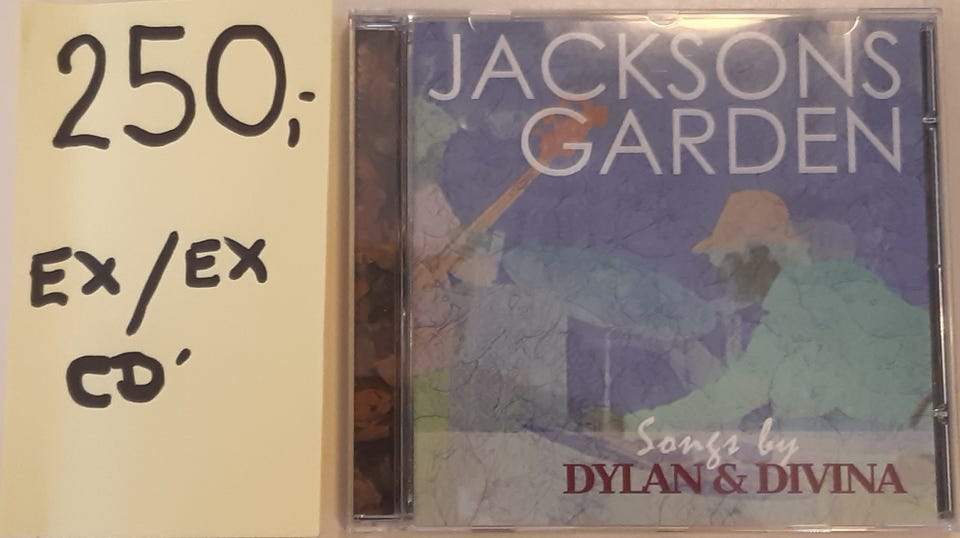 250;
EX/EX
CD´
JACKSONS
GARDEN
Songs by
DYLAN & DIVINA